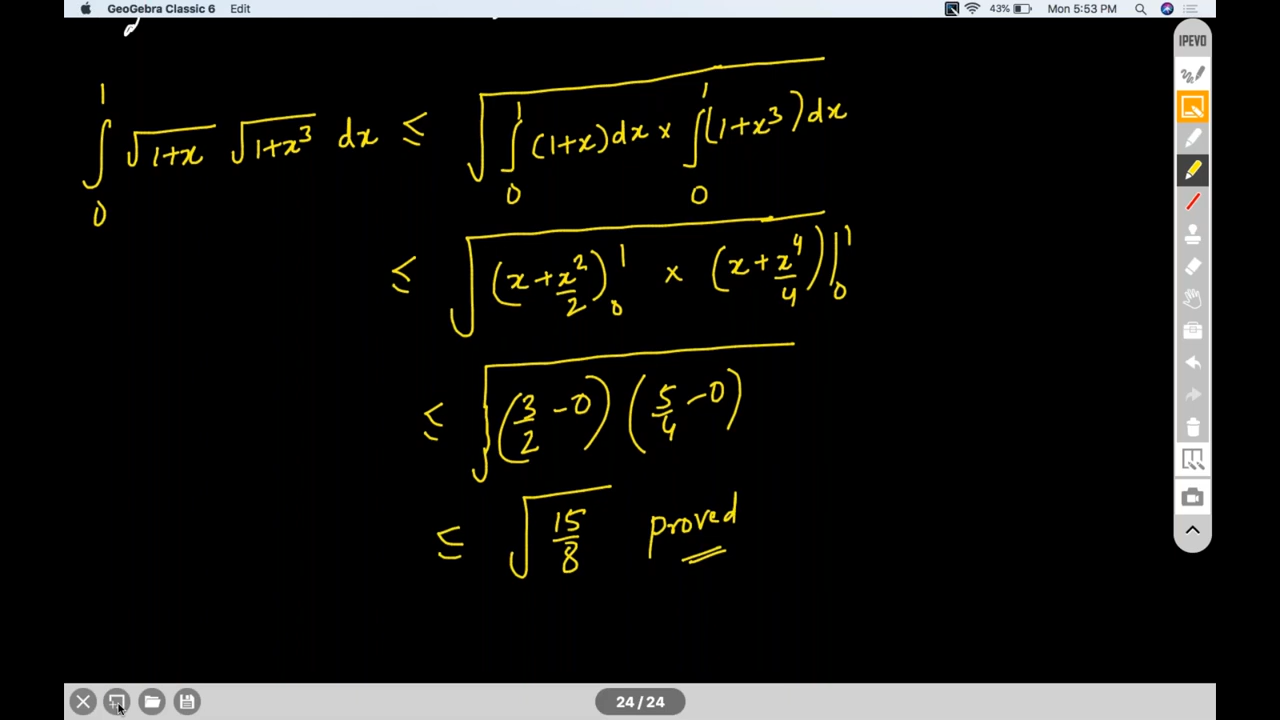 GeoGebra Classic 6 Edit 43% Mon 5:53 PM
IPEVO
∫₀¹ √(1+x) √(1+x³) dx ≤ √(∫₀¹ (1+x)dx × ∫₀¹ (1+x³)dx)
≤ √((x+x²/2)₀¹ × (x+x⁴/4)|₀¹)
≤ √((3/2 -0)(5/4 -0))
≤ √(15/8) proved
24 / 24